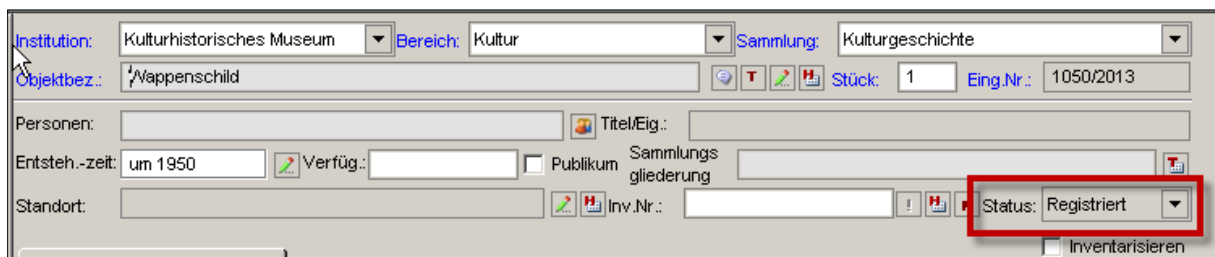 Institution: Kulturhistorisches Museum Bereich: Kultur Sammlung: Kulturgeschichte
Objektbez.: Wappenschild T H Stück: 1 Eing.Nr.: 1050/2013
Personen: Titel/Eig.:
Entsteh.-zeit: um 1950 Verfüg.: Publikum Sammlungs
gliederung T
Standort: H Inv.Nr.: ! H Status: Registriert
Inventarisieren